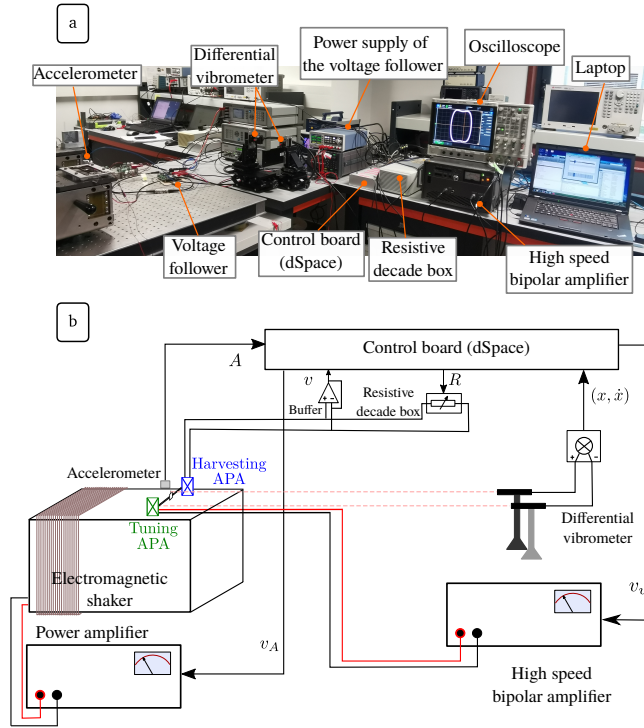 a
Accelerometer
Differential
vibrometer
Power supply of
the voltage follower
Oscilloscope
Laptop
Voltage
follower
Control board
(dSpace)
Resistive
decade box
High speed
bipolar amplifier
b
Control board (dSpace)
A
v
Buffer
+ -
Resistive
decade box
R
(x, ẋ)
+ -
Accelerometer
Harvesting
APA
Tuning
APA
Differential
vibrometer
Electromagnetic
shaker
Power amplifier
v_A
High speed
bipolar amplifier